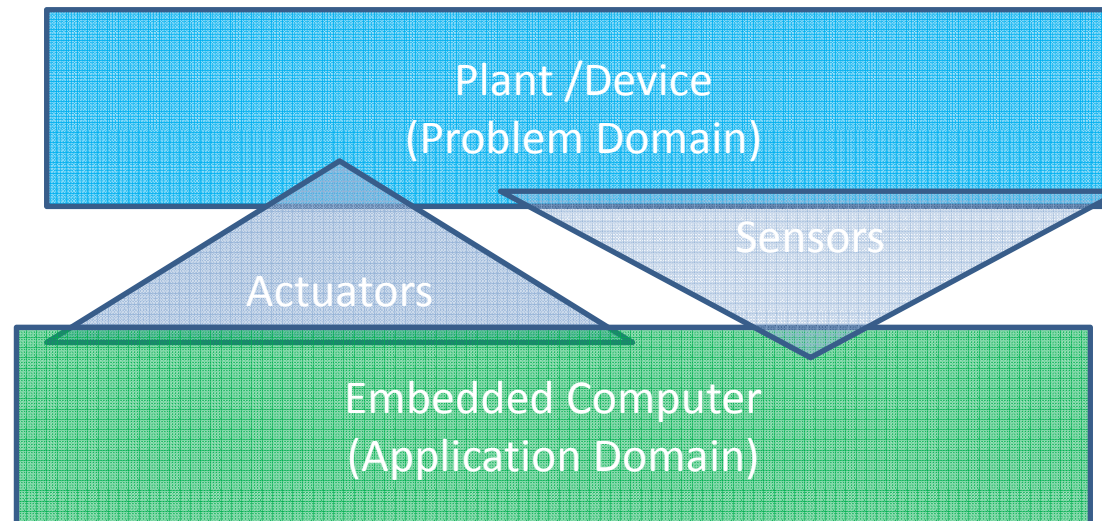 Plant /Device
(Problem Domain)
Sensors
Actuators
Embedded Computer
(Application Domain)